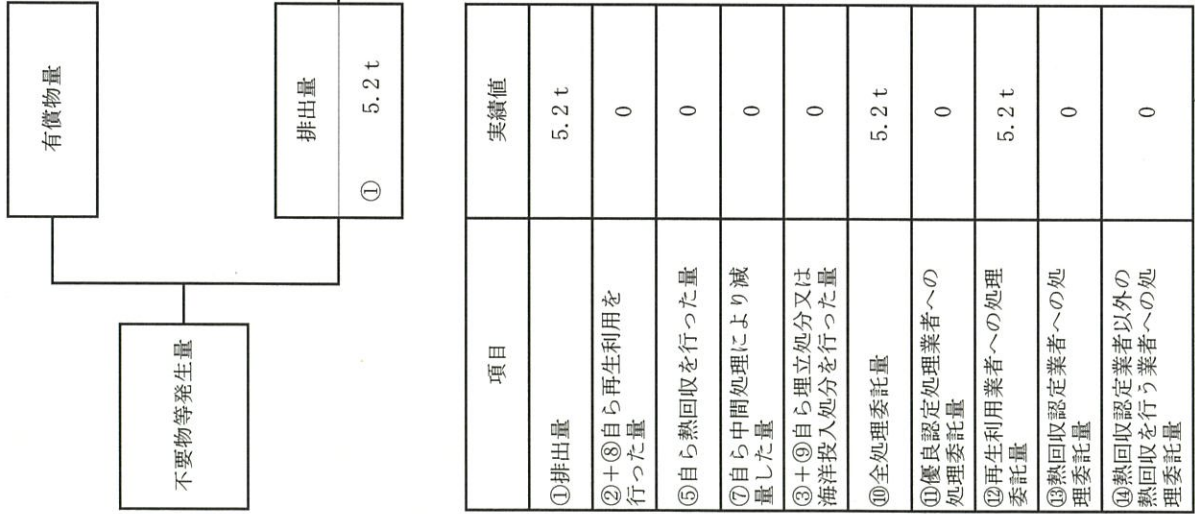 不要物等発生量
有償物量
排出量
① 5.2t
項目
実績値
①排出量
5.2t
②+⑧自ら再生利用を
行った量
0
⑤自ら熱回収を行った量
0
⑦自ら中間処理により減
量した量
0
③+⑨自ら埋立処分又は
海洋投入処分を行った量
0
⑩全処理委託量
5.2t
⑪優良認定処理業者への
処理委託量
0
⑫再生利用業者への処理
委託量
5.2t
⑬熱回収認定業者への処
理委託量
0
⑭熱回収認定業者以外の
熱回収を行う業者への処
理委託量
0